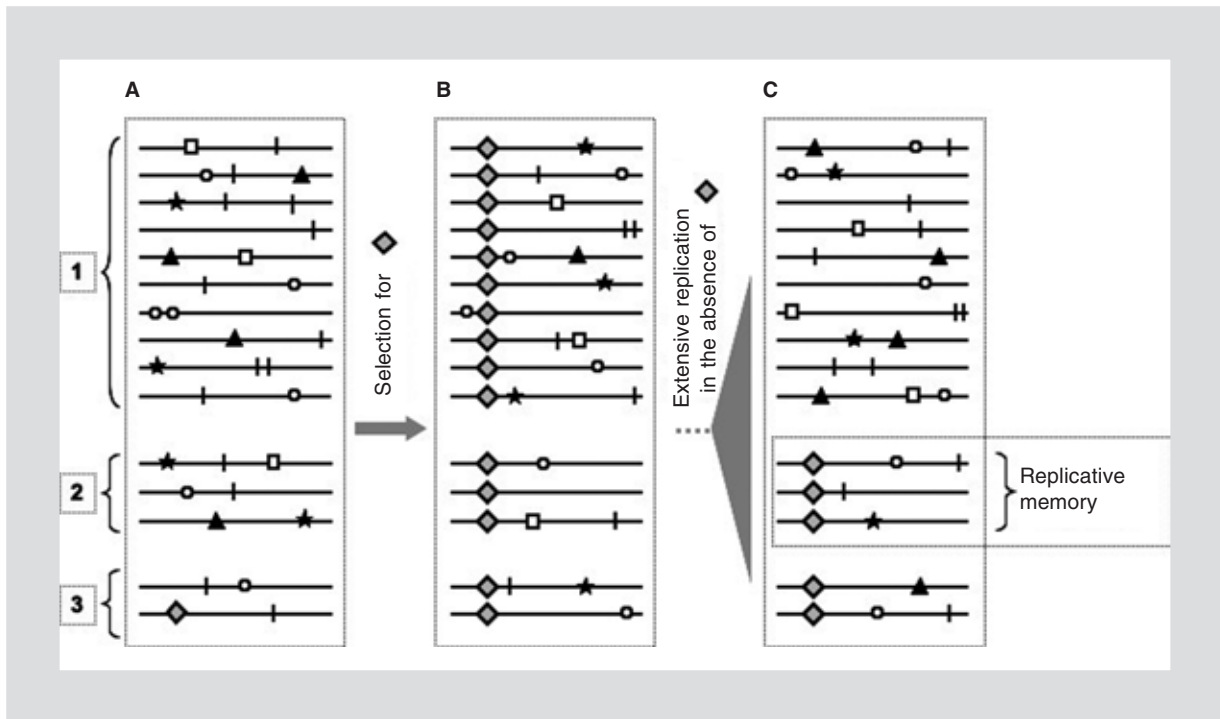 A
B
C
1
2
3
Selection for
Extensive replication
in the absence of
Replicative
memory